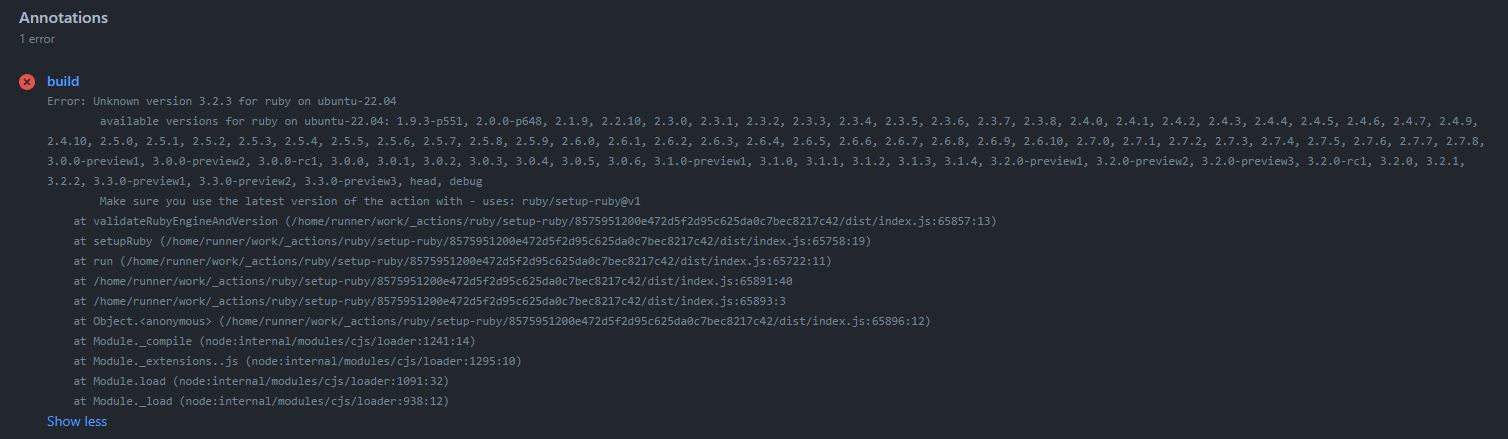 Annotations
1 error
build
Error: Unknown version 3.2.3 for ruby on ubuntu-22.04
available versions for ruby on ubuntu-22.04: 1.9.3-p551, 2.0.0-p648, 2.1.9, 2.2.10, 2.3.0, 2.3.1, 2.3.2, 2.3.3, 2.3.4, 2.3.5, 2.3.6, 2.3.7, 2.3.8, 2.4.0, 2.4.1, 2.4.2, 2.4.3, 2.4.4, 2.4.5, 2.4.6, 2.4.7, 2.4.9,
2.4.10, 2.5.0, 2.5.1, 2.5.2, 2.5.3, 2.5.4, 2.5.5, 2.5.6, 2.5.7, 2.5.8, 2.5.9, 2.6.0, 2.6.1, 2.6.2, 2.6.3, 2.6.4, 2.6.5, 2.6.6, 2.6.7, 2.6.8, 2.6.9, 2.6.10, 2.7.0, 2.7.1, 2.7.2, 2.7.3, 2.7.4, 2.7.5, 2.7.6, 2.7.7, 2.7.8,
3.0.0-preview1, 3.0.0-preview2, 3.0.0-rc1, 3.0.0, 3.0.1, 3.0.2, 3.0.3, 3.0.4, 3.0.5, 3.0.6, 3.1.0-preview1, 3.1.0, 3.1.1, 3.1.2, 3.1.3, 3.1.4, 3.2.0-preview1, 3.2.0-preview2, 3.2.0-preview3, 3.2.0-rc1, 3.2.0, 3.2.1,
3.2.2, 3.3.0-preview1, 3.3.0-preview2, 3.3.0-preview3, head, debug
Make sure you use the latest version of the action with - uses: ruby/setup-ruby@v1
at validateRubyEngineAndVersion (/home/runner/work/_actions/ruby/setup-ruby/8575951200e472d5f2d95c625da0c7bec8217c42/dist/index.js:65857:13)
at setupRuby (/home/runner/work/_actions/ruby/setup-ruby/8575951200e472d5f2d95c625da0c7bec8217c42/dist/index.js:65758:19)
at run (/home/runner/work/_actions/ruby/setup-ruby/8575951200e472d5f2d95c625da0c7bec8217c42/dist/index.js:65722:11)
at /home/runner/work/_actions/ruby/setup-ruby/8575951200e472d5f2d95c625da0c7bec8217c42/dist/index.js:65891:40
at /home/runner/work/_actions/ruby/setup-ruby/8575951200e472d5f2d95c625da0c7bec8217c42/dist/index.js:65893:3
at Object.<anonymous> (/home/runner/work/_actions/ruby/setup-ruby/8575951200e472d5f2d95c625da0c7bec8217c42/dist/index.js:65896:12)
at Module._compile (node:internal/modules/cjs/loader:1241:14)
at Module._extensions..js (node:internal/modules/cjs/loader:1295:10)
at Module.load (node:internal/modules/cjs/loader:1091:32)
at Module._load (node:internal/modules/cjs/loader:938:12)
Show less